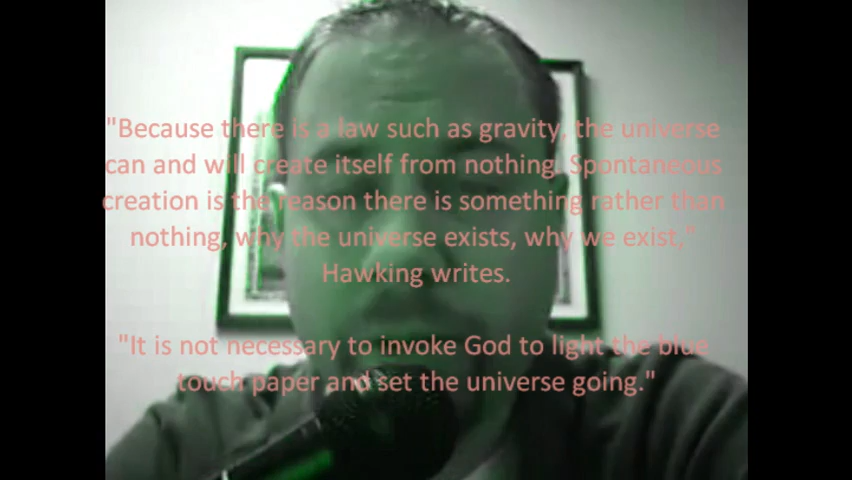 "Because there is a law such as gravity, the universe
can and will create itself from nothing. Spontaneous
creation is the reason there is something rather than
nothing, why the universe exists, why we exist,"
Hawking writes.
"It is not necessary to invoke God to light the blue
touch paper and set the universe going."